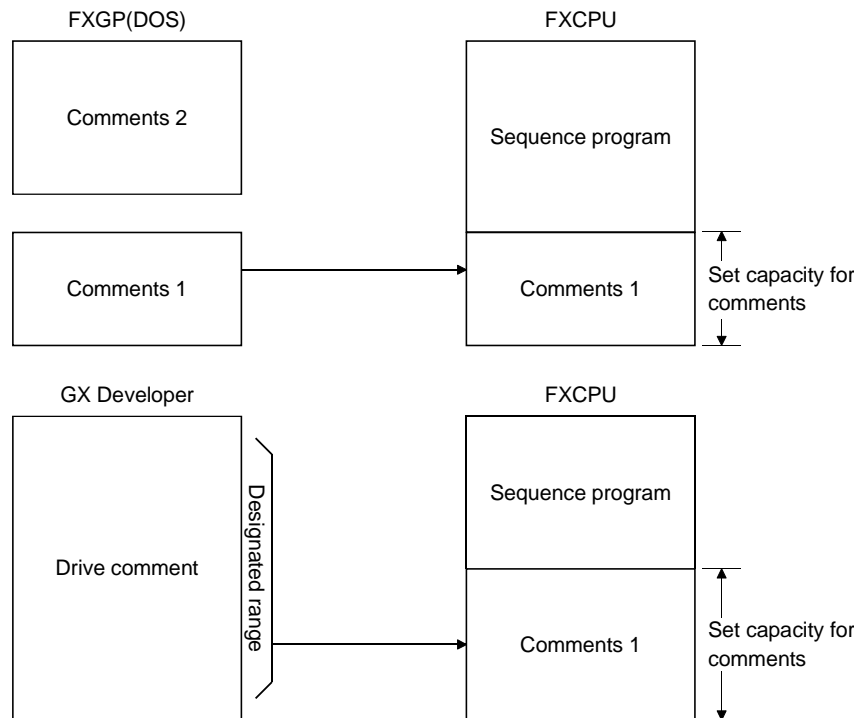 FXGP(DOS)
FXCPU
Comments 2
Sequence program
Comments 1
Comments 1
Set capacity for
comments
GX Developer
FXCPU
Drive comment
Designated range
Sequence program
Comments 1
Set capacity for
comments